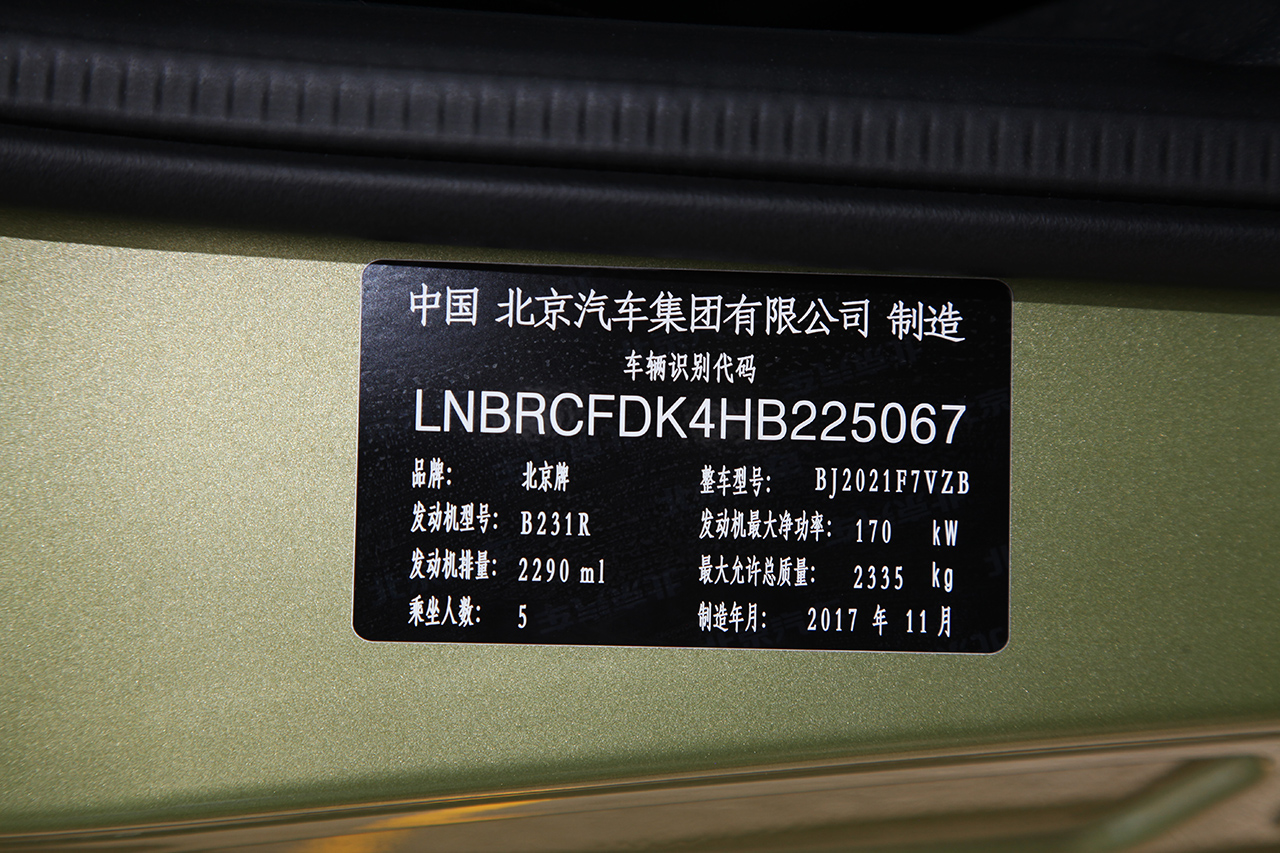 中国 北京汽车集团有限公司 制造
车辆识别代码
LNBRCFDK4HB225067
品牌: 北京牌 整车型号: BJ2021F7VZB
发动机型号: B231R 发动机最大净功率: 170 kW
发动机排量: 2290 ml 最大允许总质量: 2335 kg
乘坐人数: 5 制造年月: 2017 年 11 月